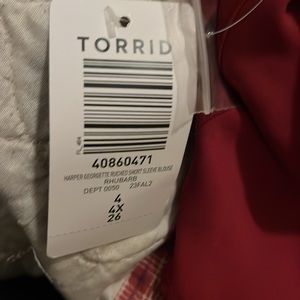 TORRID
40860471
HARPER GEORGETTE RUCHED SHORT SLEEVE BLOUSE
RHUBARB
DEPT 0050 23FAL2
4
4X
26